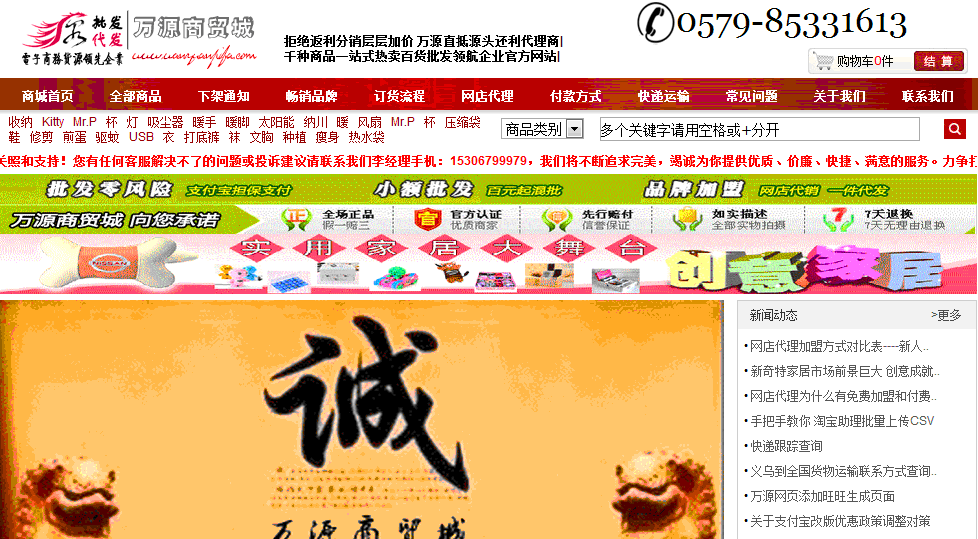 批发
代发
万源商贸城
電子商務貨源領先企業
拒绝返利分销层层加价 万源直抵源头还利代理商|
千种商品一站式热卖百货批发领航企业官方网站|
0579-85331613
购物车0件
结 算
商城首页 全部商品 下架通知 畅销品牌 订货流程 网店代理 付款方式 快递运输 常见问题 关于我们 联系我们
收纳 Kitty Mr.P 杯 灯 吸尘器 暖手 暖脚 太阳能 纳川 暖 风扇 Mr.P 杯 压缩袋
鞋 修剪 煎蛋 驱蚊 USB 衣 打底裤 袜 文胸 种植 瘦身 热水袋
商品类别
多个关键字请用空格或+分开
关照和支持！您有任何客服解决不了的问题或投诉建议请联系我们李经理手机：15306799979，我们将不断追求完美，竭诚为你提供优质、价廉、快捷、满意的服务。力争打
批发零风险 支付宝担保支付 小额批发 百元起混批 品牌加盟 网店代销 一件代发
万源商贸城 向您承诺
正品
全场正品
假一赔三
官
官方认证
优质商家
先行赔付
信誉保证
如实描述
全部实物拍摄
7
7天退换
7天无理由退换
NISSAN
实用家居大舞台
创意家居
诚
万源商贸城
新闻动态 >更多
·网店代理加盟方式对比表----新人..
·新奇特家居市场前景巨大 创意成就..
·网店代理为什么有免费加盟和付费..
·手把手教你 淘宝助理批量上传CSV
·快递跟踪查询
·义乌到全国货物运输联系方式查询..
·万源网页添加旺旺生成页面
·关于支付宝改版优惠政策调整对策